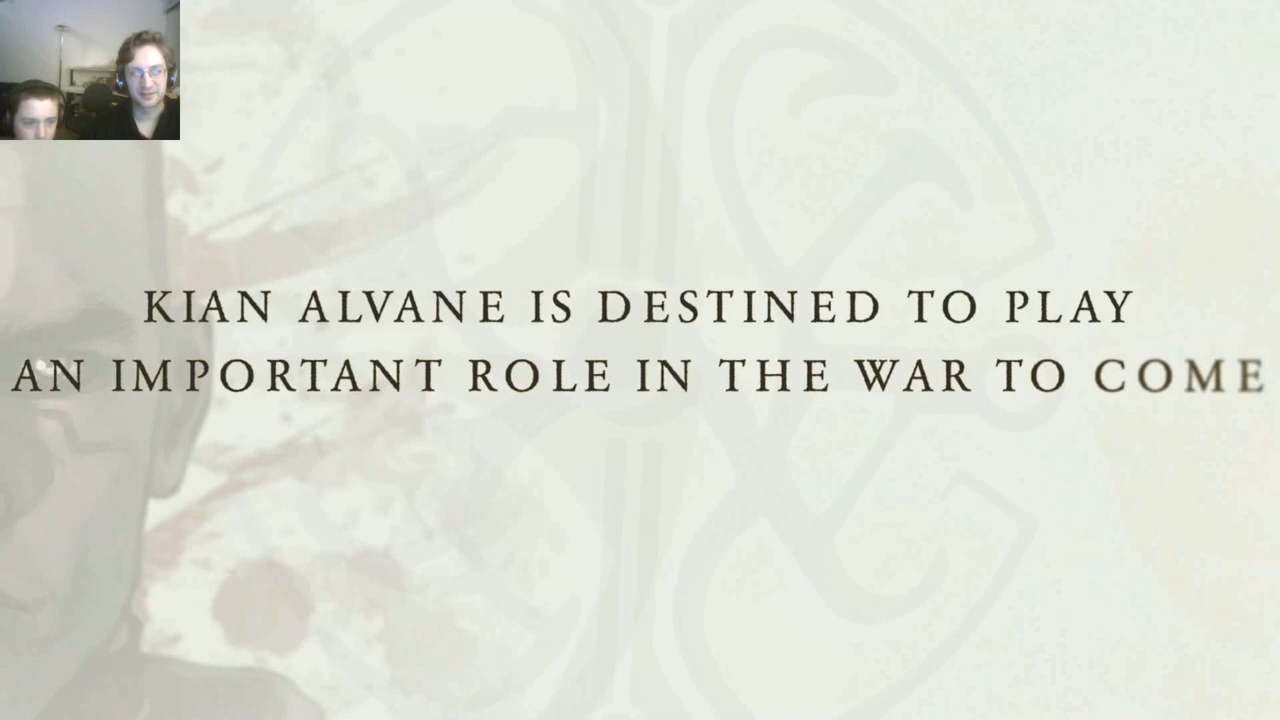 KIAN ALVANE IS DESTINED TO PLAY
AN IMPORTANT ROLE IN THE WAR TO COME